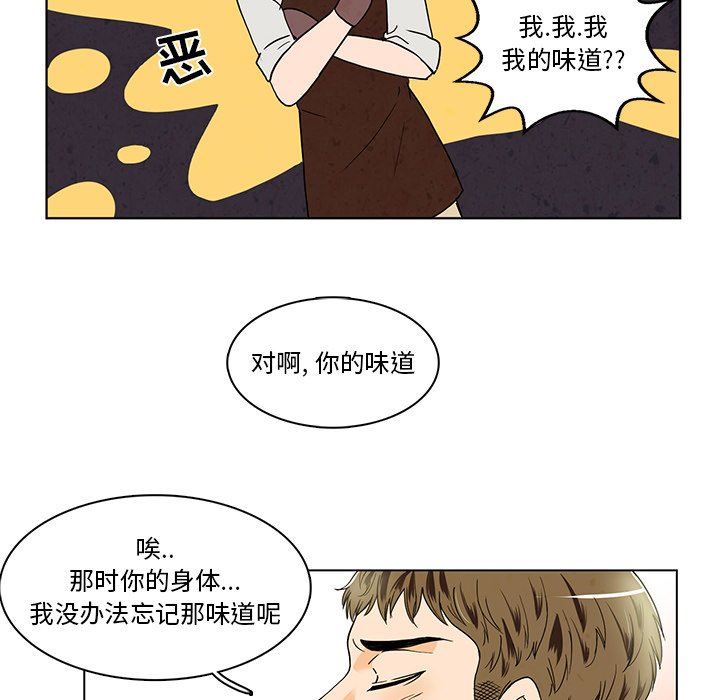 恶
我.我.我
我的味道??
对啊, 你的味道
唉..
那时你的身体...
我没办法忘记那味道呢